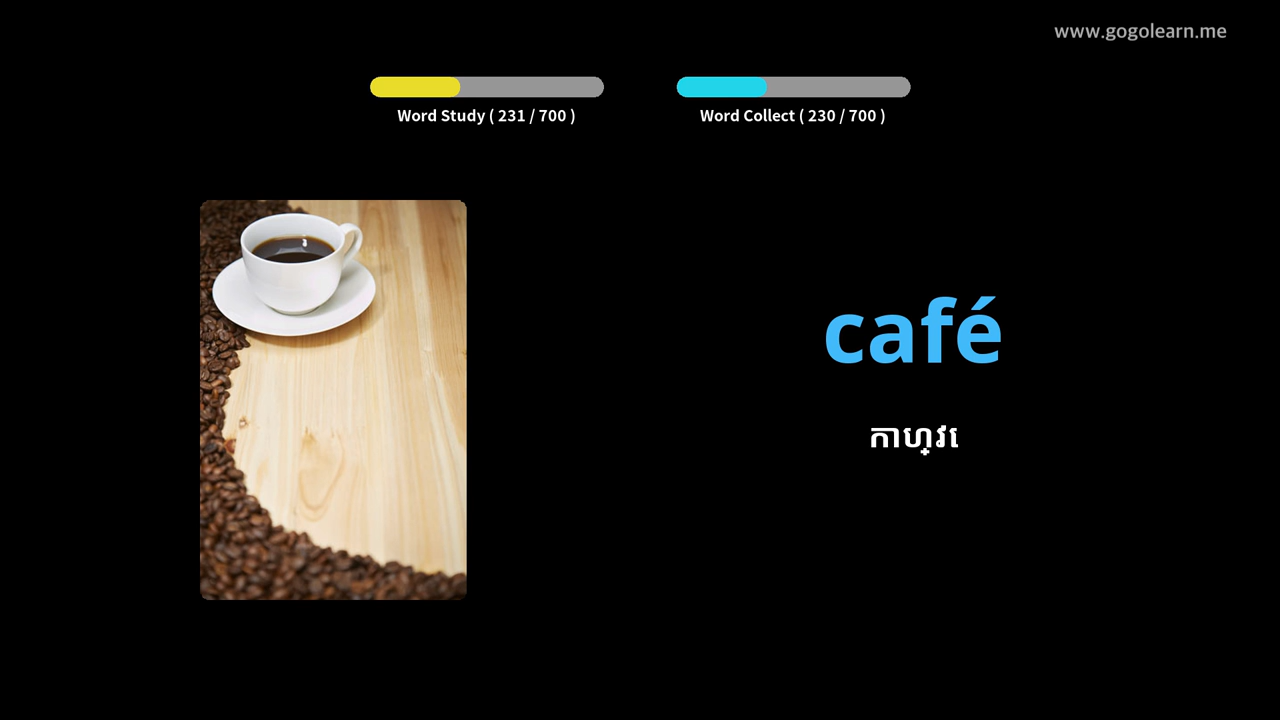 www.gogolearn.me
Word Study ( 231 / 700 )
Word Collect ( 230 / 700 )
café
កាហ្វេ